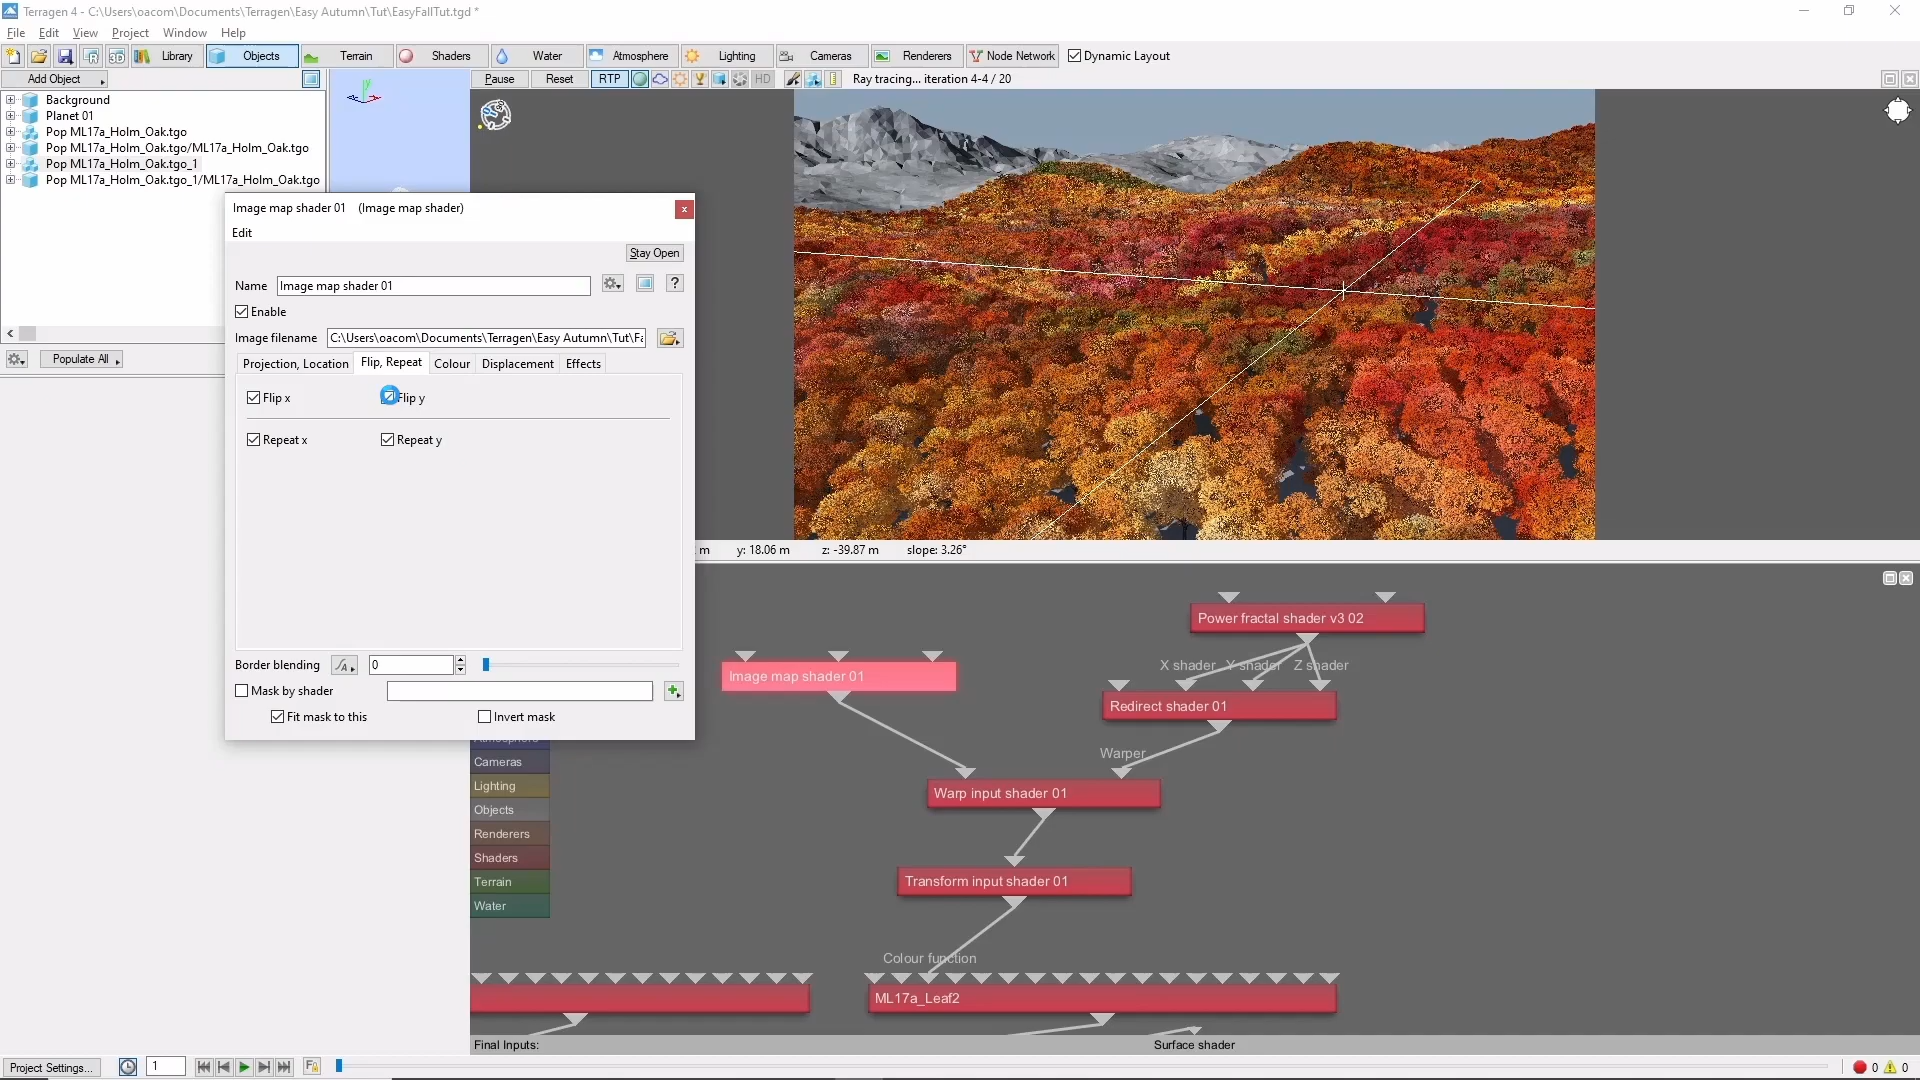 Terragen 4 - C:\Users\oacom\Documents\Terragen\Easy Autumn\Tut\EasyFallTut.tgd *
File Edit View Project Window Help
Library Objects Terrain Shaders Water Atmosphere Lighting Cameras Renderers Node Network Dynamic Layout
Add Object
Pause Reset RTP HD Ray tracing... iteration 4-4 / 20
Background
Planet 01
Pop ML17a_Holm_Oak.tgo
Pop ML17a_Holm_Oak.tgo/ML17a_Holm_Oak.tgo
Pop ML17a_Holm_Oak.tgo_1
Pop ML17a_Holm_Oak.tgo_1/ML17a_Holm_Oak.tgo
Populate All
Image map shader 01 (Image map shader)
Edit
Stay Open
Name Image map shader 01 ?
Enable
Image filename C:\Users\oacom\Documents\Terragen\Easy Autumn\Tut\Fa
Projection, Location Flip, Repeat Colour Displacement Effects
Flip x Flip y
Repeat x Repeat y
Border blending 0
Mask by shader
Fit mask to this Invert mask
m y: 18.06 m z: -39.87 m slope: 3.26°
Power fractal shader v3 02
X shader Y shader Z shader
Image map shader 01
Redirect shader 01
Warper
Warp input shader 01
Transform input shader 01
Colour function
ML17a_Leaf2
Atmosphere
Cameras
Lighting
Objects
Renderers
Shaders
Terrain
Water
Final Inputs: Surface shader
Project Settings... 1 0 0